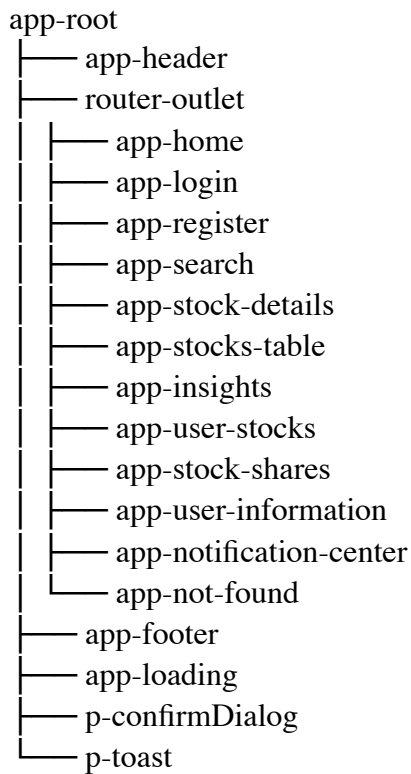 app-root
app-header
router-outlet
app-home
app-login
app-register
app-search
app-stock-details
app-stocks-table
app-insights
app-user-stocks
app-stock-shares
app-user-information
app-notification-center
app-not-found
app-footer
app-loading
p-confirmDialog
p-toast